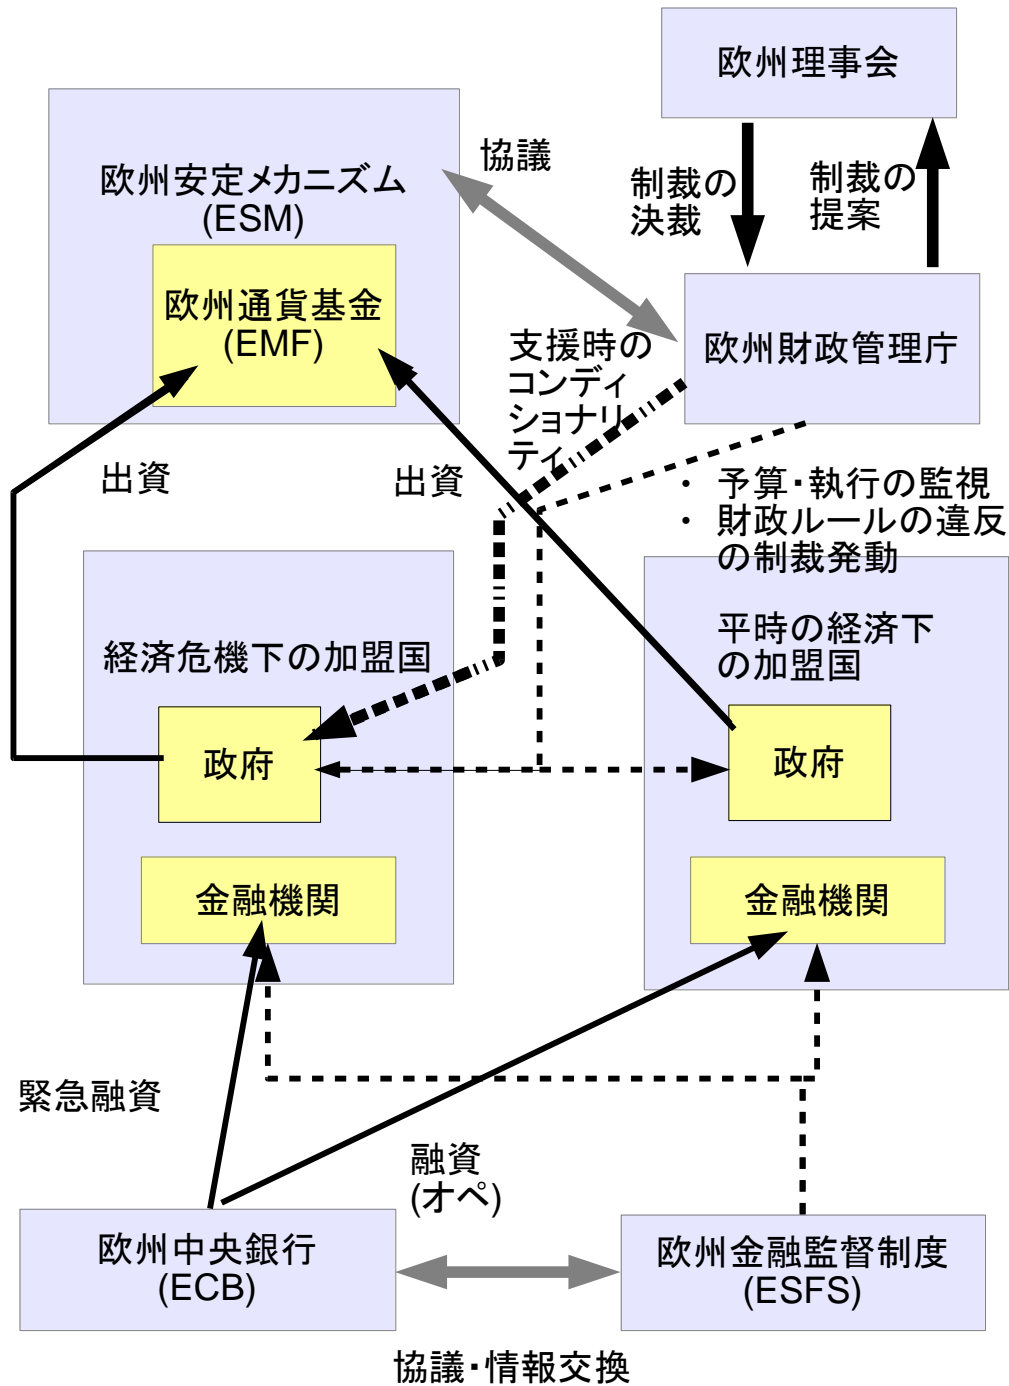 欧州理事会
欧州安定メカニズム
(ESM)
協議
制裁の
決裁
制裁の
提案
欧州通貨基金
(EMF)
支援時の
コンディ
ショナリ
ティ
欧州財政管理庁
出資
出資
・ 予算・執行の監視
・ 財政ルールの違反
の制裁発動
経済危機下の加盟国
平時の経済下
の加盟国
政府
政府
金融機関
金融機関
緊急融資
融資
(オペ)
欧州中央銀行
(ECB)
欧州金融監督制度
(ESFS)
協議・情報交換